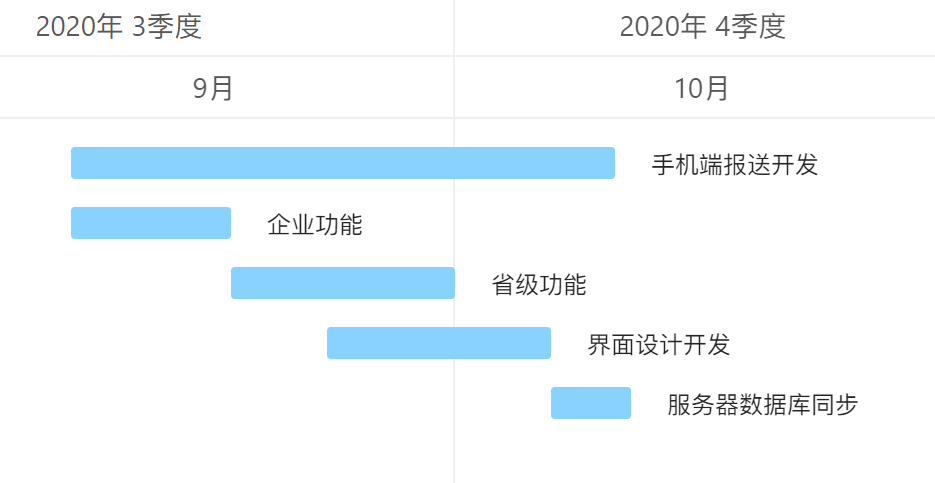 2020年 3季度
2020年 4季度
9月
10月
手机端报送开发
企业功能
省级功能
界面设计开发
服务器数据库同步